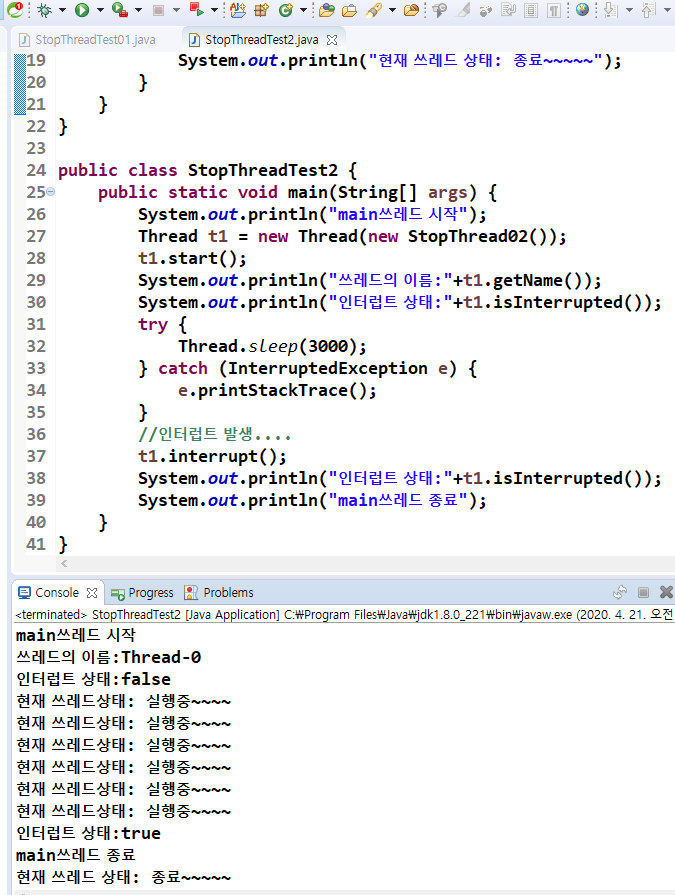 StopThreadTest01.java StopThreadTest2.java
19 System.out.println("현재 쓰레드 상태: 종료~~~~~");
20 }
21 }
22 }
23
24 public class StopThreadTest2 {
25 public static void main(String[] args) {
26 System.out.println("main쓰레드 시작");
27 Thread t1 = new Thread(new StopThread02());
28 t1.start();
29 System.out.println("쓰레드의 이름:"+t1.getName());
30 System.out.println("인터럽트 상태:"+t1.isInterrupted());
31 try {
32 Thread.sleep(3000);
33 } catch (InterruptedException e) {
34 e.printStackTrace();
35 }
36 //인터럽트 발생....
37 t1.interrupt();
38 System.out.println("인터럽트 상태:"+t1.isInterrupted());
39 System.out.println("main쓰레드 종료");
40 }
41 }
Console Progress Problems
<terminated> StopThreadTest2 [Java Application] C:₩Program Files₩Java₩jdk1.8.0_221₩bin₩javaw.exe (2020. 4. 21. 오전
main쓰레드 시작
쓰레드의 이름:Thread-0
인터럽트 상태:false
현재 쓰레드상태: 실행중~~~~
현재 쓰레드상태: 실행중~~~~
현재 쓰레드상태: 실행중~~~~
현재 쓰레드상태: 실행중~~~~
현재 쓰레드상태: 실행중~~~~
현재 쓰레드상태: 실행중~~~~
인터럽트 상태:true
main쓰레드 종료
현재 쓰레드 상태: 종료~~~~~